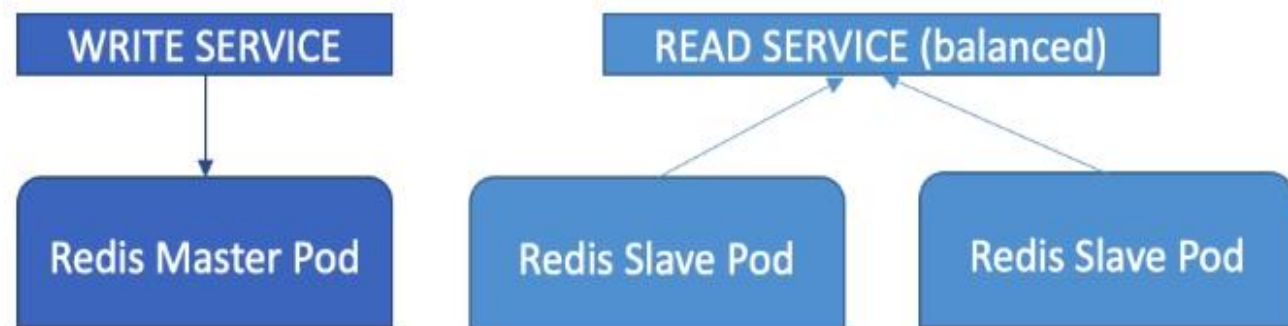 WRITE SERVICE
READ SERVICE (balanced)
Redis Master Pod
Redis Slave Pod
Redis Slave Pod